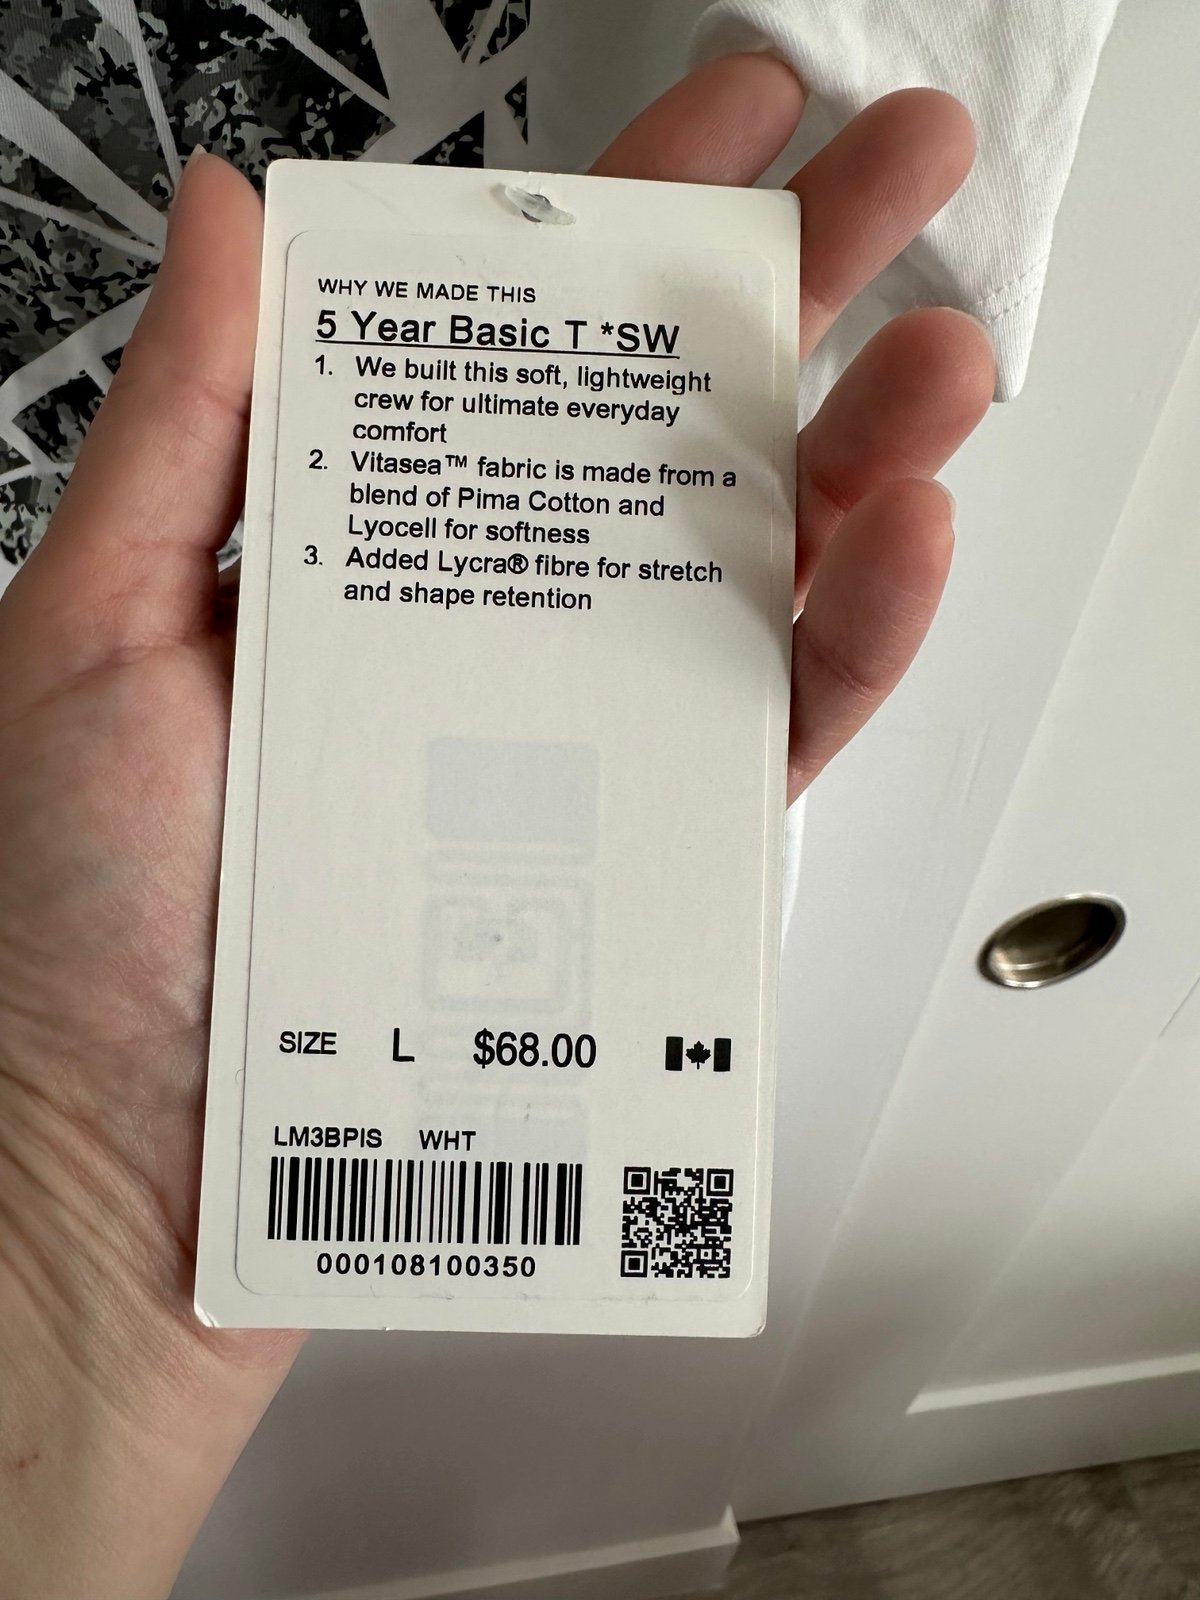 WHY WE MADE THIS
5 Year Basic T *SW
1. We built this soft, lightweight
crew for ultimate everyday
comfort
2. Vitasea™ fabric is made from a
blend of Pima Cotton and
Lyocell for softness
3. Added Lycra® fibre for stretch
and shape retention
SIZE L $68.00
LM3BPIS WHT
000108100350